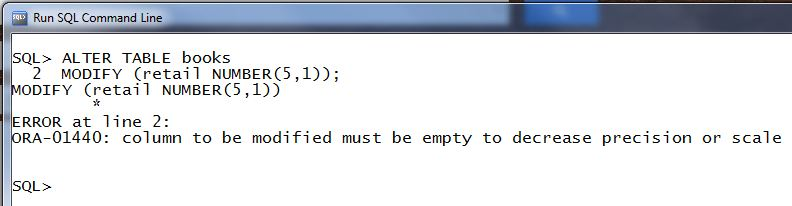 Run SQL Command Line
SQL> ALTER TABLE books
  2  MODIFY (retail NUMBER(5,1));
MODIFY (retail NUMBER(5,1))
        *
ERROR at line 2:
ORA-01440: column to be modified must be empty to decrease precision or scale
SQL>